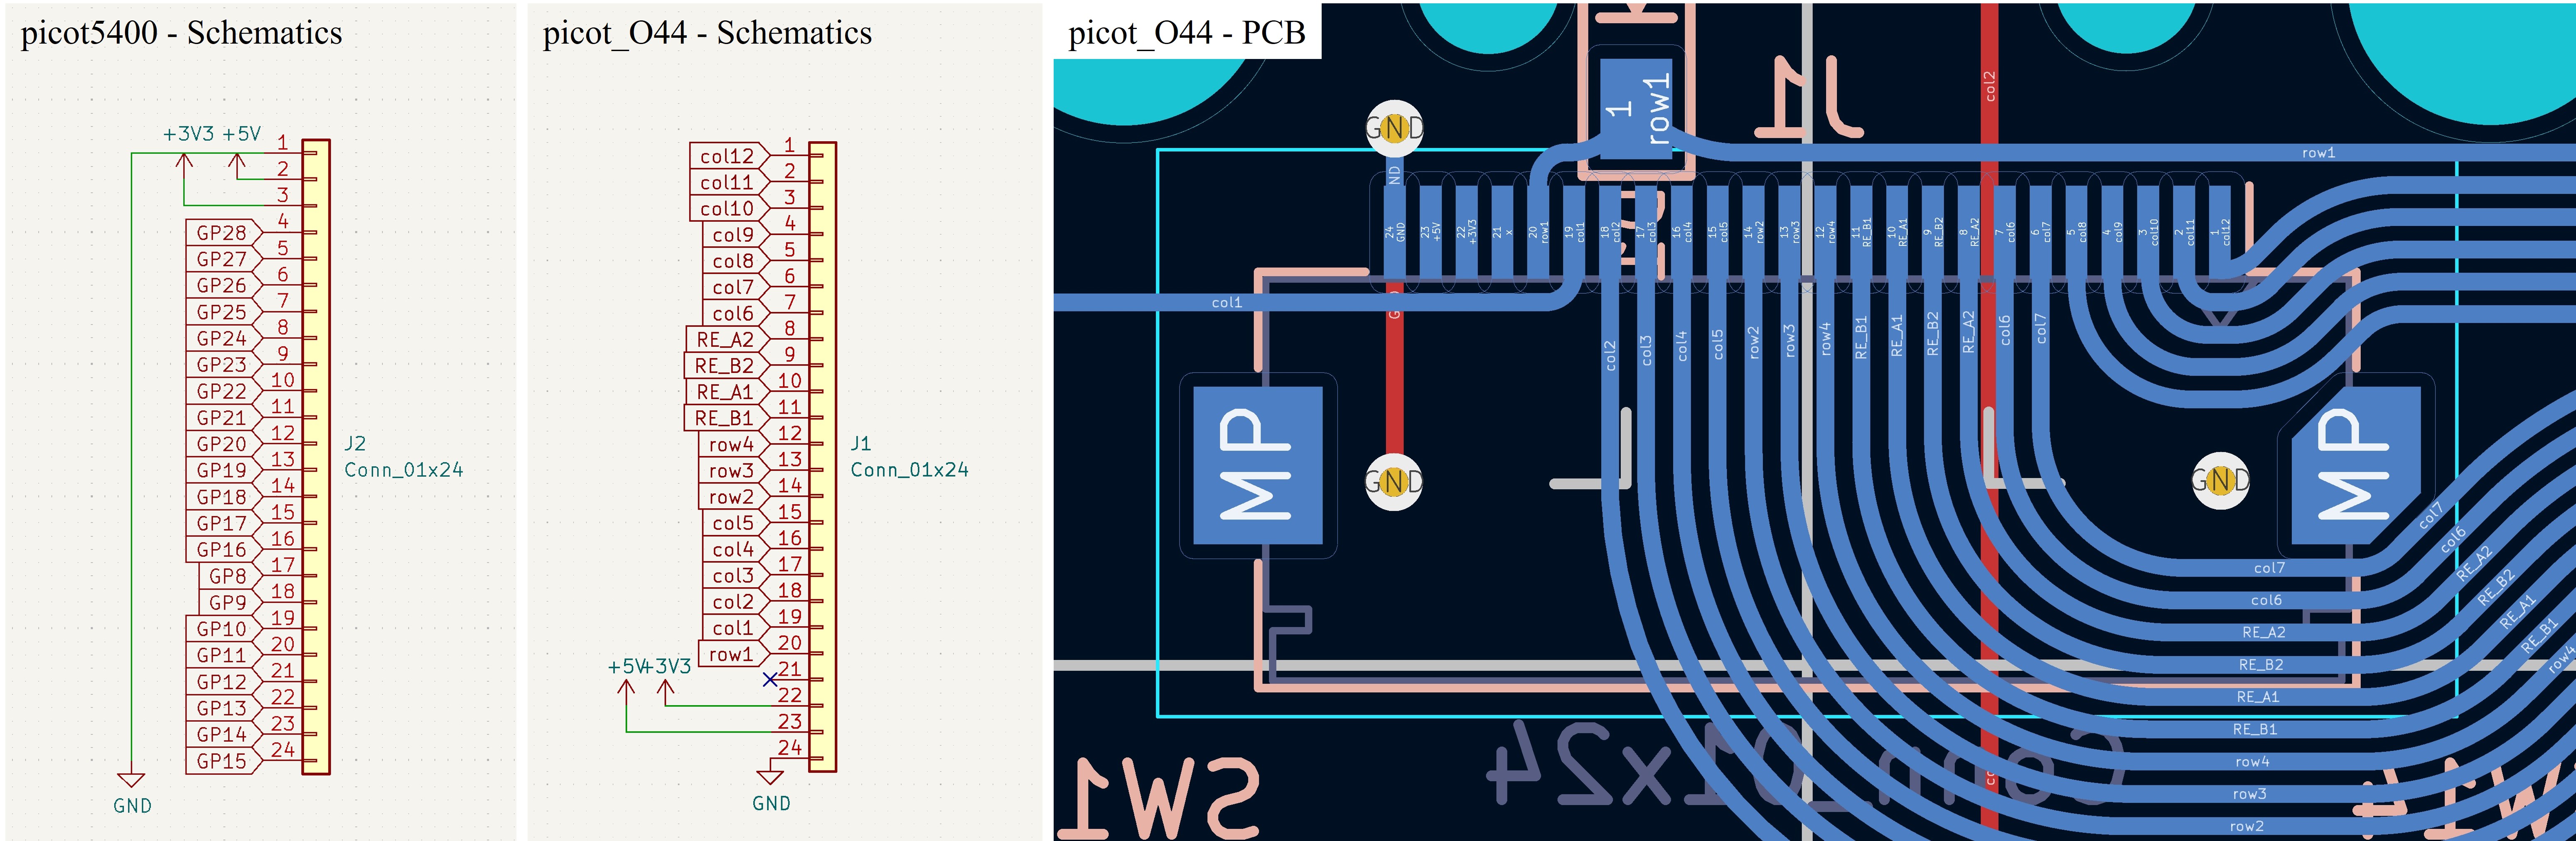 picot5400 - Schematics
+3V3 +5V
1
2
3
GP28 4
GP27 5
GP26 6
GP25 7
GP24 8
GP23 9
GP22 10
GP21 11
GP20 12
GP19 13
GP18 14
GP17 15
GP16 16
GP8 17
GP9 18
GP10 19
GP11 20
GP12 21
GP13 22
GP14 23
GP15 24
J2
Conn_01x24
GND
picot_O44 - Schematics
col12 1
col11 2
col10 3
col9 4
col8 5
col7 6
col6 7
RE_A2 8
RE_B2 9
RE_A1 10
RE_B1 11
row4 12
row3 13
row2 14
col5 15
col4 16
col3 17
col2 18
col1 19
row1 20
21
+5V +3V3
22
23
24
J1
Conn_01x24
GND
picot_O44 - PCB
1
row1
J1
col2
GND
ND
row1
24 GND
23 +5V
22 +3V3
21 x
20 row1
19 col1
18 col2
17 col3
16 col4
15 col5
14 row2
13 row3
12 row4
11 RE_B1
10 RE_A1
9 RE_B2
8 RE_A2
7 col6
6 col7
5 col8
4 col9
3 col10
2 col11
1 col12
col1
col2
col3
col4
col5
row2
row3
row4
RE_B1
RE_A1
RE_B2
RE_A2
col6
col7
MP
GND
GND
MP
col7
col6
RE_A2
RE_B2
RE_A1
RE_B1
row4
col7
col6
RE_A2
RE_B2
RE_A1
RE_B1
row4
row3
row2
Conn_01x24
SW1